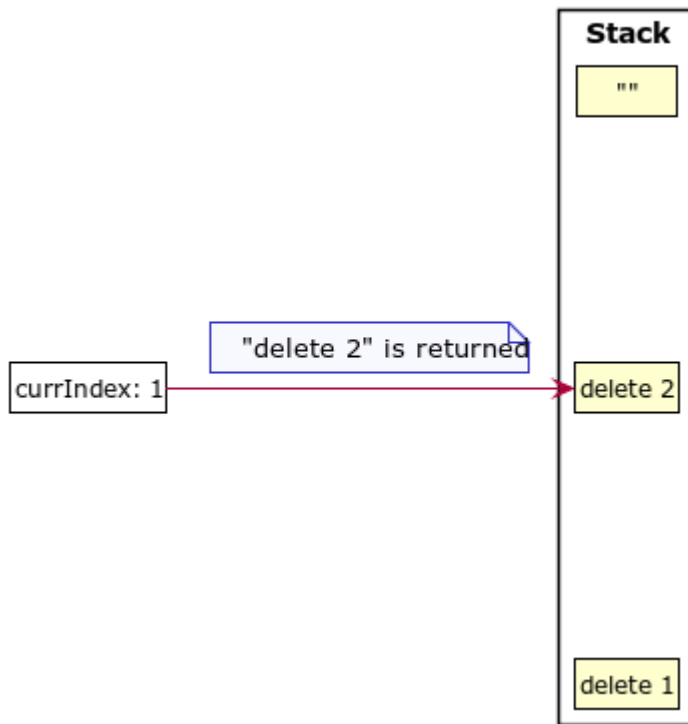 Stack
""
"delete 2" is returned
currIndex: 1
delete 2
delete 1